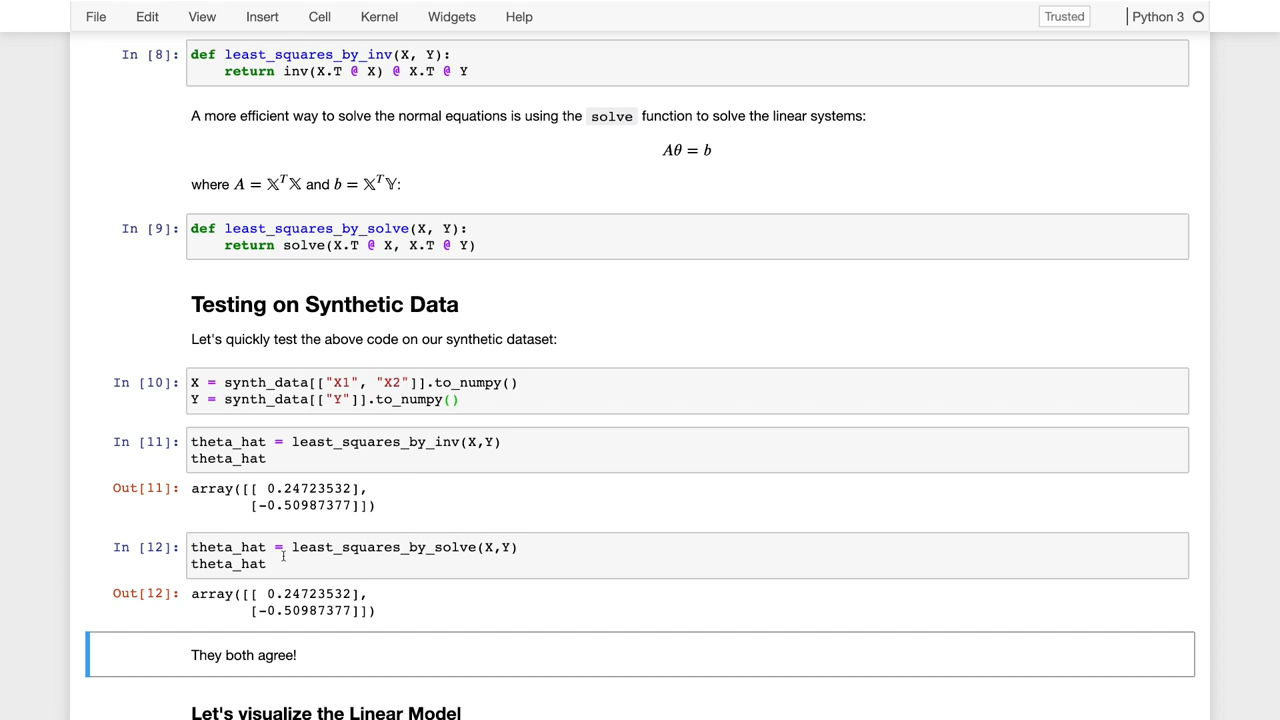 File Edit View Insert Cell Kernel Widgets Help Trusted Python 3
In [8]: def least_squares_by_inv(X, Y):
return inv(X.T @ X) @ X.T @ Y
A more efficient way to solve the normal equations is using the solve function to solve the linear systems:
Aθ = b
where A = 𝕏ᵀ𝕏 and b = 𝕏ᵀ𝕐:
In [9]: def least_squares_by_solve(X, Y):
return solve(X.T @ X, X.T @ Y)
Testing on Synthetic Data
Let's quickly test the above code on our synthetic dataset:
In [10]: X = synth_data[["X1", "X2"]].to_numpy()
Y = synth_data[["Y"]].to_numpy()
In [11]: theta_hat = least_squares_by_inv(X,Y)
theta_hat
Out[11]: array([[ 0.24723532],
[-0.50987377]])
In [12]: theta_hat = least_squares_by_solve(X,Y)
theta_hat
Out[12]: array([[ 0.24723532],
[-0.50987377]])
They both agree!
Let's visualize the Linear Model